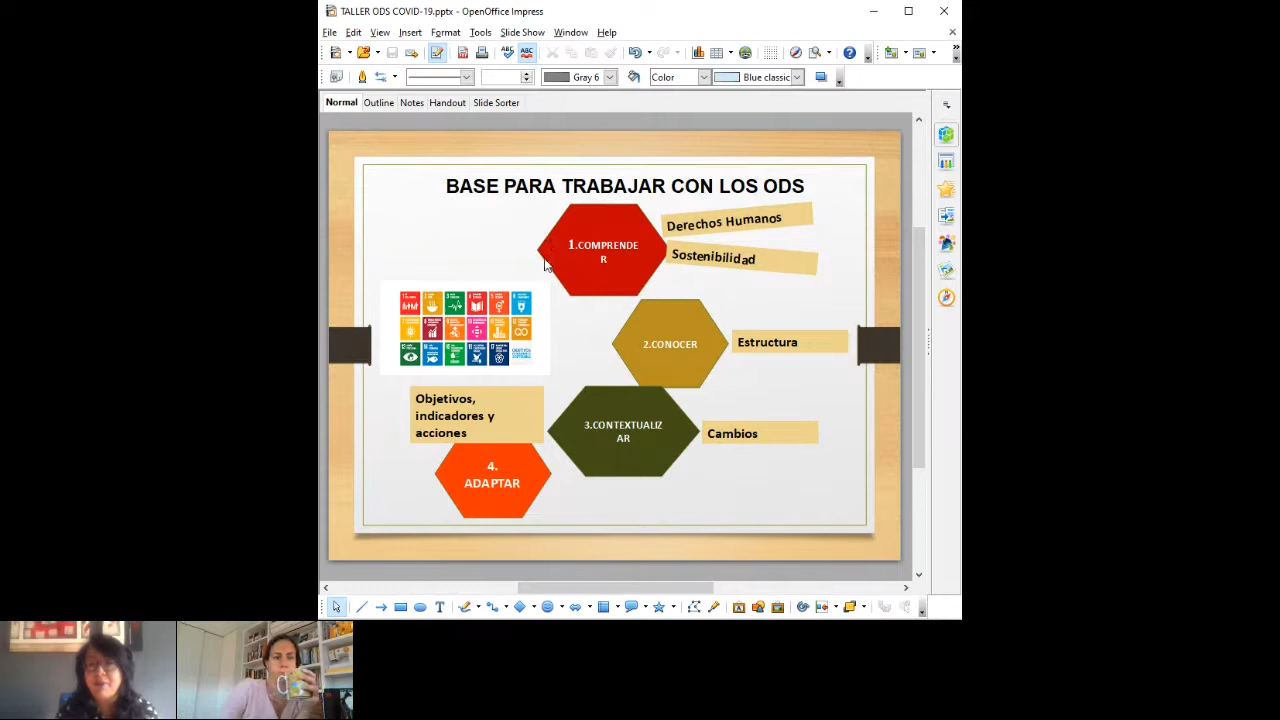 TALLER ODS COVID-19.pptx - OpenOffice Impress
File Edit View Insert Format Tools Slide Show Window Help
Gray 6 Color Blue classic
Normal Outline Notes Handout Slide Sorter
BASE PARA TRABAJAR CON LOS ODS
1.COMPRENDE
R
Derechos Humanos
Sostenibilidad
2.CONOCER
Estructura
Objetivos,
indicadores y
acciones
3.CONTEXTUALIZ
AR
Cambios
4.
ADAPTAR